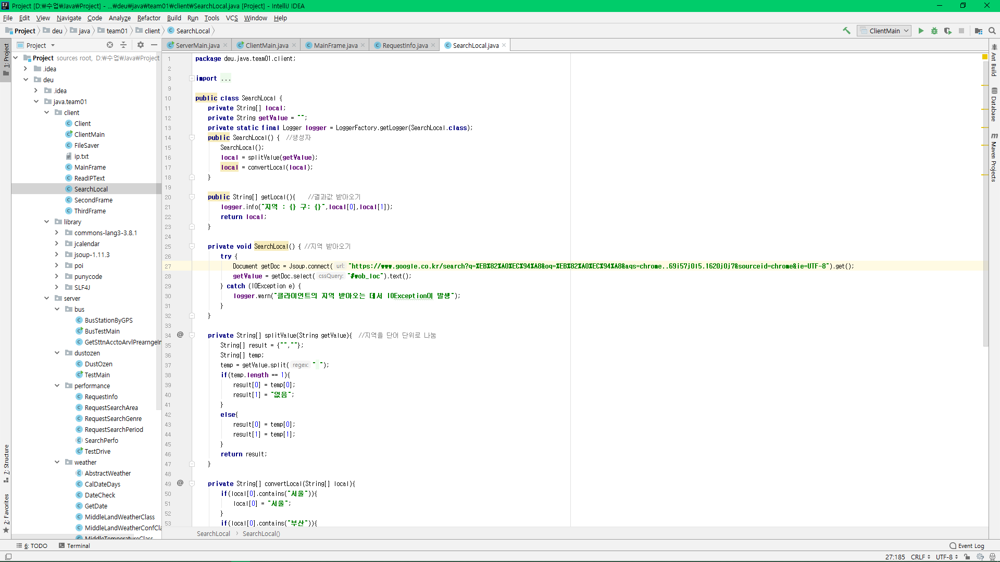 Project [D:₩수업₩Java₩Project] - ...₩deu₩java₩team01₩client₩SearchLocal.java [Project] - IntelliJ IDEA
File Edit View Navigate Code Analyze Refactor Build Run Tools VCS Window Help
Project deu java team01 client SearchLocal ClientMain
1: Project
7: Structure
2: Favorites
Project
Project sources root, D:₩수업₩Java₩Project
.idea
deu
.idea
java.team01
client
Client
ClientMain
FileSaver
ip.txt
MainFrame
ReadIPText
SearchLocal
SecondFrame
ThirdFrame
library
commons-lang3-3.8.1
jcalendar
jsoup-1.11.3
poi
punycode
SLF4J
server
bus
BusStationByGPS
BusTestMain
GetSttnAcctoArvlPrearngeIn
dustozen
DustOzen
TestMain
performance
RequestInfo
RequestSearchArea
RequestSearchGenre
RequestSearchPeriod
SearchPerfo
TestDrive
weather
AbstractWeather
CalDateDays
DateCheck
GetDate
MiddleLandWeatherClass
MiddleLandWeatherConfCla
MiddleTemperatureClass
ServerMain.java ClientMain.java MainFrame.java RequestInfo.java SearchLocal.java
1 package deu.java.team01.client;
2
3 import ...
9
10 public class SearchLocal {
11 private String[] local;
12 private String getValue = "";
13 private static final Logger logger = LoggerFactory.getLogger(SearchLocal.class);
14 public SearchLocal() { //생성자
15 SearchLocal();
16 local = splitValue(getValue);
17 local = convertLocal(local);
18 }
19
20 public String[] getLocal(){ //결과값 받아오기
21 logger.info("지역 : {} 구: {}",local[0],local[1]);
22 return local;
23 }
24
25 private void SearchLocal() { //지역 받아오기
26 try {
27 Document getDoc = Jsoup.connect( url: "https://www.google.co.kr/search?q=%EB%82%A0%EC%94%A8&oq=%EB%82%A0%EC%94%A8&aqs=chrome..69i57j0l5.1620j0j7&sourceid=chrome&ie=UTF-8").get();
28 getValue = getDoc.select( cssQuery: "#wob_loc").text();
29 } catch (IOException e) {
30 logger.warn("클라이언트의 지역 받아오는 데서 IOException이 발생");
31 }
32 }
33
34 @ private String[] splitValue(String getValue){ //지역을 단어 단위로 나눔
35 String[] result = {"",""};
36 String[] temp;
37 temp = getValue.split( regex: " ");
38 if(temp.length == 1){
39 result[0] = temp[0];
40 result[1] = "없음";
41 }
42 else{
43 result[0] = temp[0];
44 result[1] = temp[1];
45 }
46 return result;
47 }
48
49 @ private String[] convertLocal(String[] local){
50 if(local[0].contains("서울")){
51 local[0] = "서울";
52 }
53 if(local[0].contains("부산")){
SearchLocal SearchLocal()
Ant Build
Database
Maven Projects
6: TODO Terminal Event Log
27:185 CRLF UTF-8